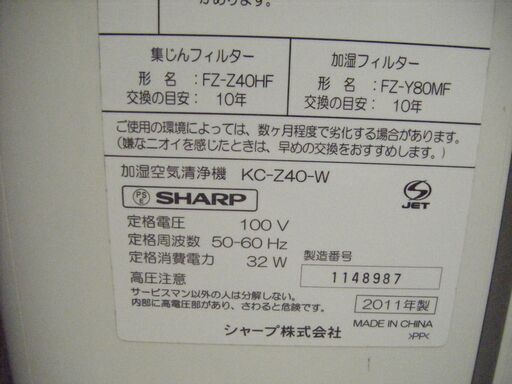 があります。
集じんフィルター
形 名：FZ-Z40HF
交換の目安：10年
加湿フィルター
形 名：FZ-Y80MF
交換の目安：10年
ご使用の環境によっては、数ヶ月程度で劣化する場合があります。
(嫌なニオイを感じたときは、早めの交換をおすすめします。)
加湿空気清浄機 KC-Z40-W
PS E SHARP
S JET
定格電圧 100 V
定格周波数 50-60 Hz
定格消費電力 32 W
高圧注意
製造番号
1148987
サービスマン以外の人は分解しない。
内部に高電圧部があり、さわると危険です。
2011年製
シャープ株式会社
MADE IN CHINA
>PP<